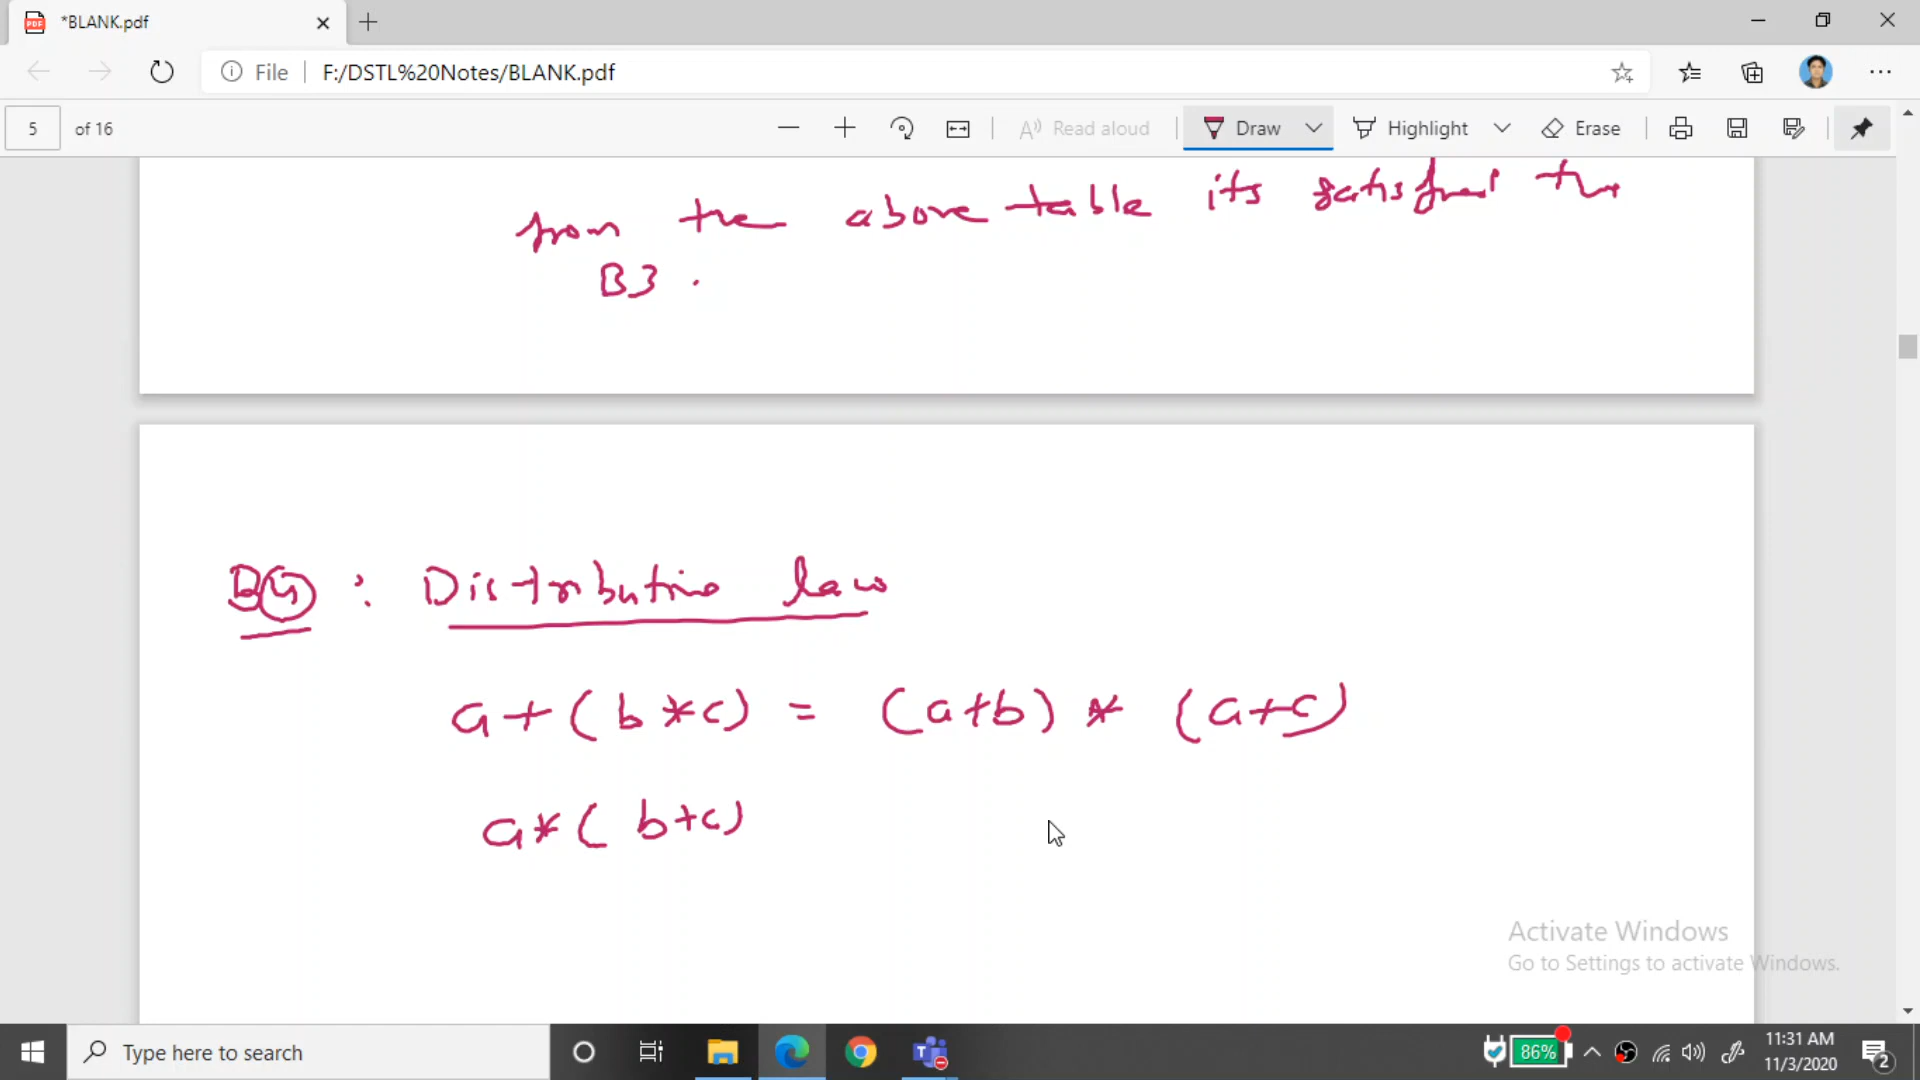 *BLANK.pdf
File F:/DSTL%20Notes/BLANK.pdf
5 of 16 Read aloud Draw Highlight Erase
from the above table its satisfied the
B3 .
B4 : Distributive law
a+(b*c) = (a+b) * (a+c)
a*( b+c)
Activate Windows
Go to Settings to activate Windows.
Type here to search
86%
11:31 AM
11/3/2020
2